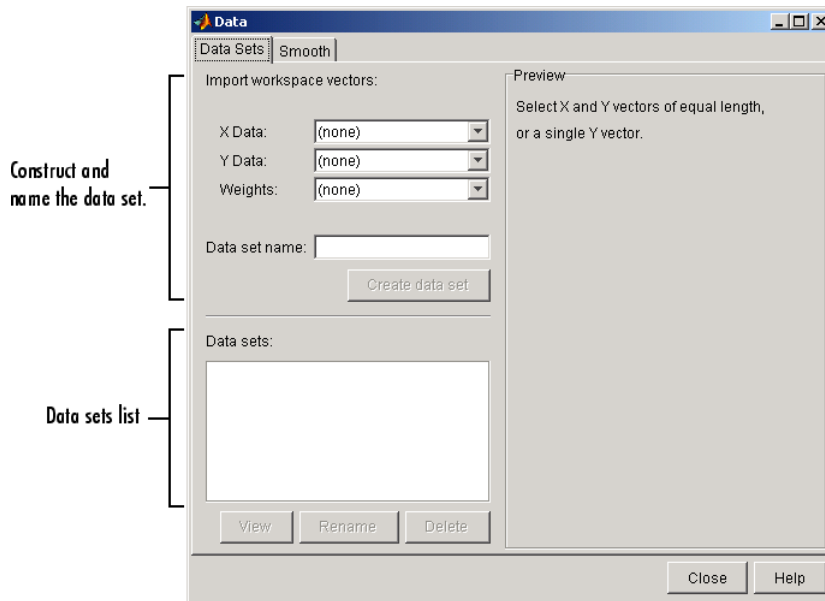 Data
Data Sets
Smooth
Import workspace vectors:
X Data: (none)
Y Data: (none)
Weights: (none)
Data set name:
Create data set
Construct and
name the data set.
Data sets:
Data sets list
View Rename Delete
Preview
Select X and Y vectors of equal length,
or a single Y vector.
Close Help